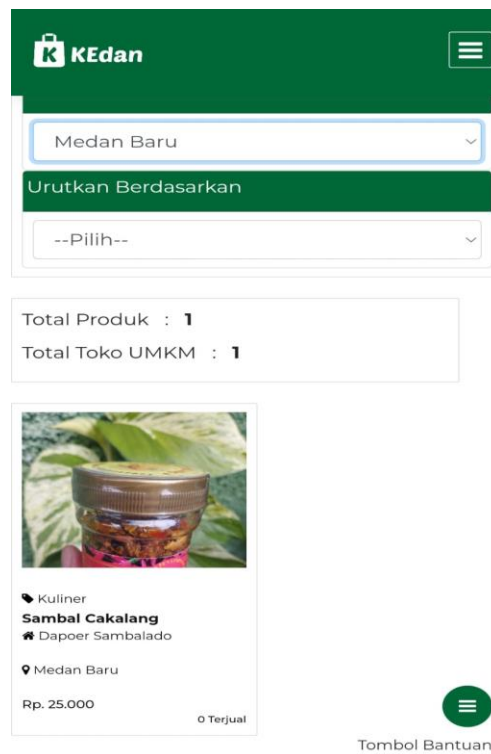 K KEdan
Medan Baru
Urutkan Berdasarkan
--Pilih--
Total Produk : 1
Total Toko UMKM : 1
Kuliner
Sambal Cakalang
Dapoer Sambalado
Medan Baru
Rp. 25.000
0 Terjual
Tombol Bantuan